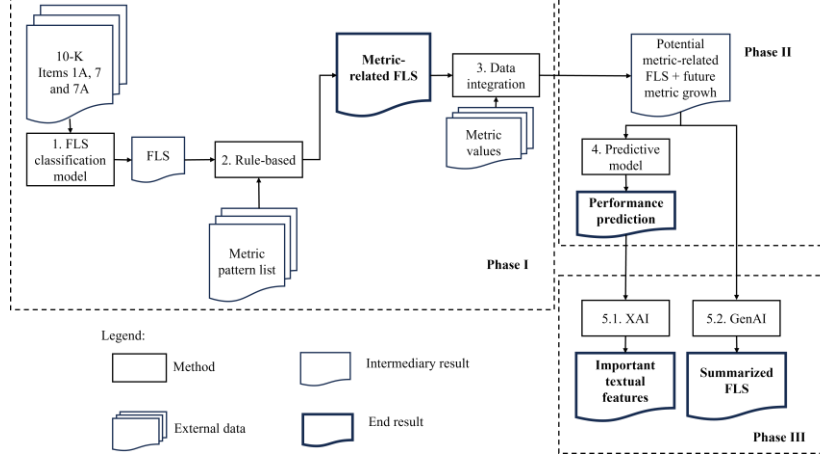 10-K
Items 1A, 7
and 7A
1. FLS
classification
model
FLS
2. Rule-based
Metric
pattern list
Metric-
related FLS
3. Data
integration
Metric
values
Phase I
Phase II
Potential
metric-related
FLS + future
metric growth
4. Predictive
model
Performance
prediction
5.1. XAI
5.2. GenAI
Important
textual
features
Summarized
FLS
Phase III
Legend:
Method
Intermediary result
External data
End result